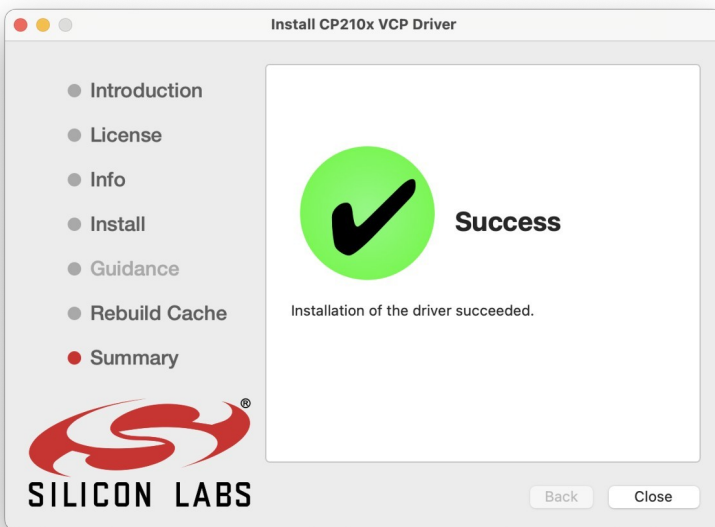 Install CP210x VCP Driver
Introduction
License
Info
Install
Guidance
Rebuild Cache
Summary
Success
Installation of the driver succeeded.
®
SILICON LABS
Back
Close